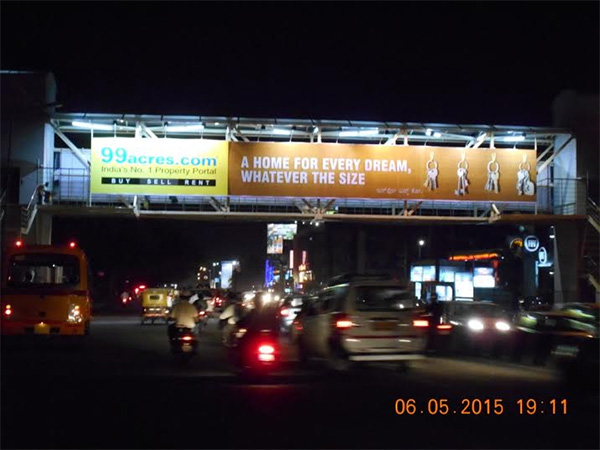 99acres.com
India's No. 1 Property Portal
BUY SELL RENT
A HOME FOR EVERY DREAM,
WHATEVER THE SIZE
06.05.2015 19:11